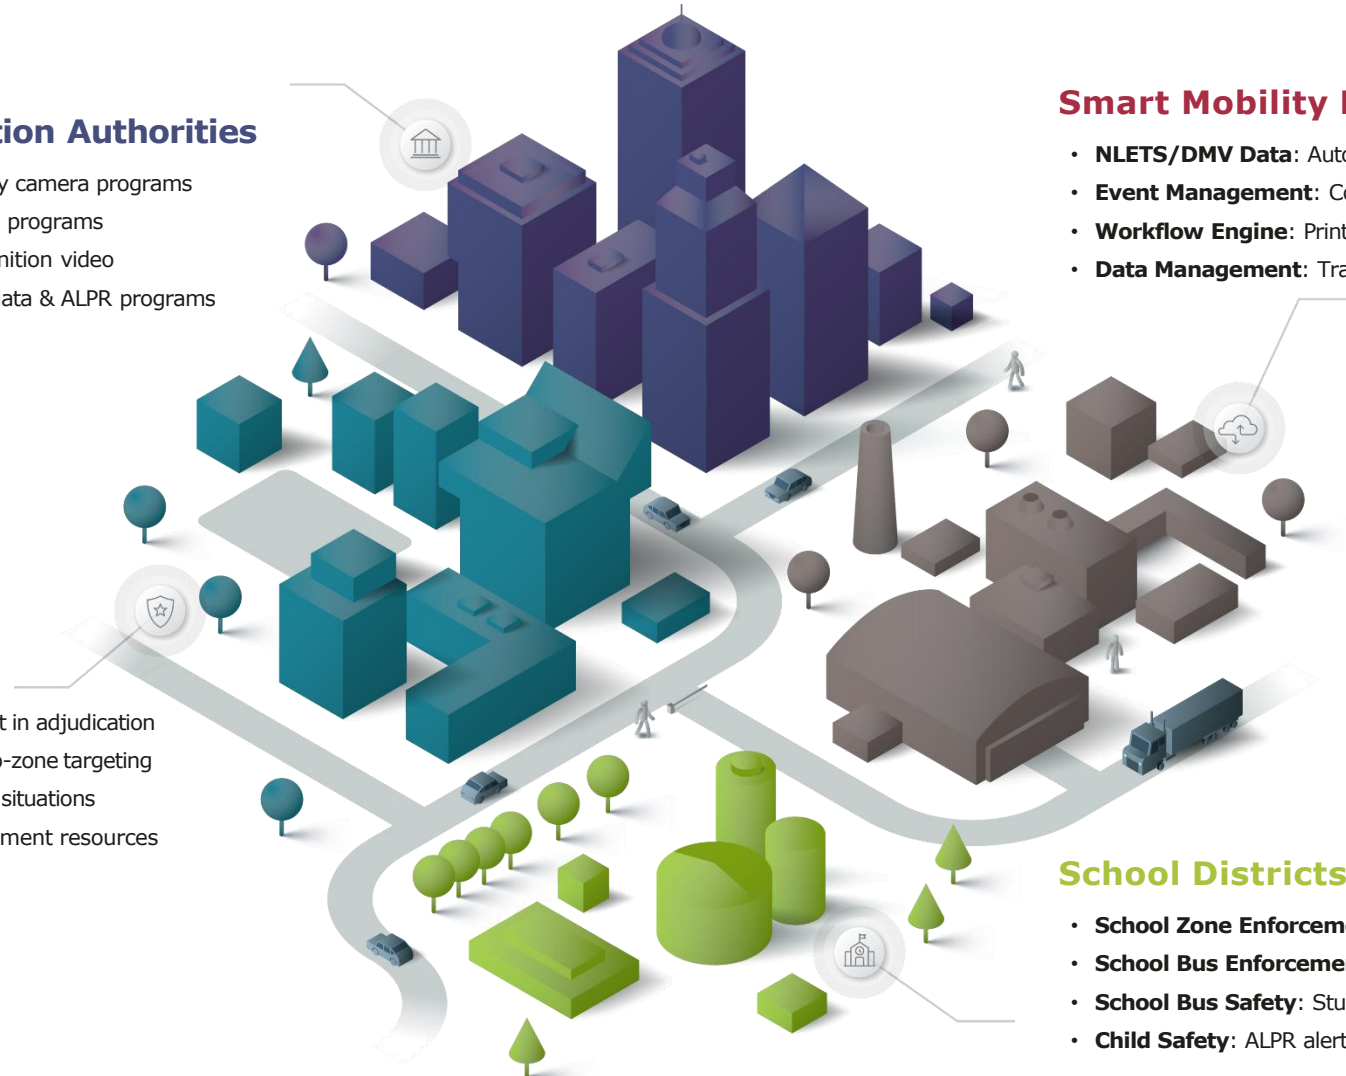 tion Authorities
y camera programs
programs
nition video
ata & ALPR programs
Smart Mobility
• NLETS/DMV Data: Auto
• Event Management: Co
• Workflow Engine: Print
• Data Management: Tra
t in adjudication
o-zone targeting
situations
ment resources
School Districts
• School Zone Enforceme
• School Bus Enforcemen
• School Bus Safety: Stu
• Child Safety: ALPR alert